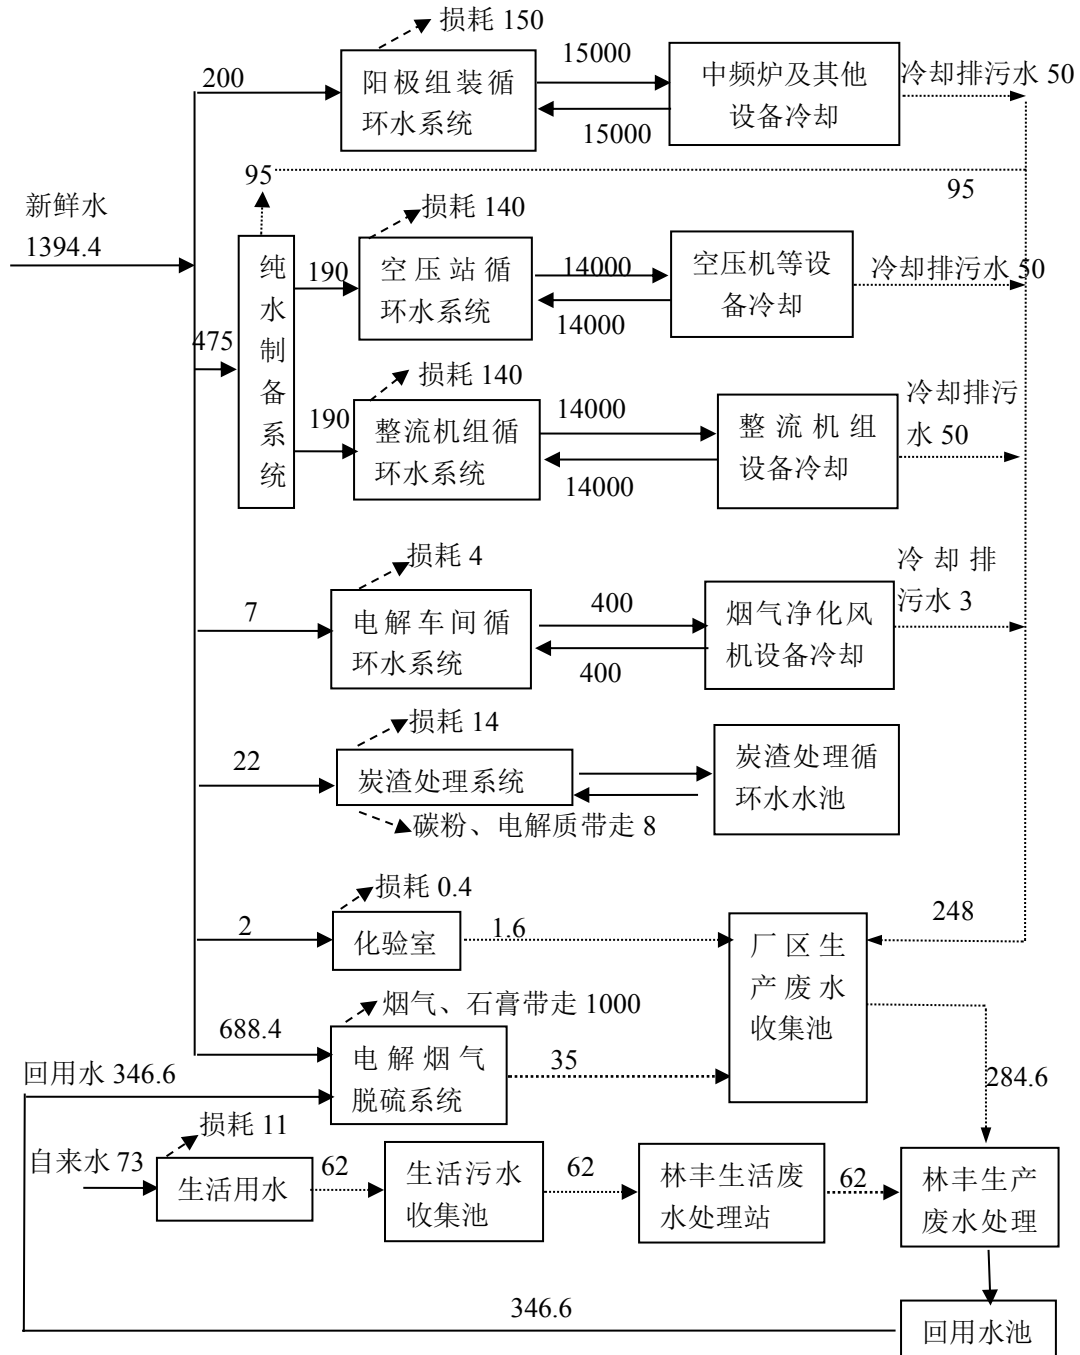 损耗 150
200
阳极组装循
环水系统
15000
15000
中频炉及其他
设备冷却
冷却排污水 50
95
95
新鲜水
1394.4
损耗 140
纯
水
制
备
系
统
190
空压站循
环水系统
14000
14000
空压机等设
备冷却
冷却排污水 50
475
损耗 140
190
整流机组循
环水系统
14000
14000
整流机组
设备冷却
冷却排污
水 50
损耗 4
7
电解车间循
环水系统
400
400
烟气净化风
机设备冷却
冷却排
污水 3
损耗 14
22
炭渣处理系统
炭渣处理循
环水水池
碳粉、电解质带走 8
损耗 0.4
2
化验室
1.6
厂区生
产废水
收集池
248
烟气、石膏带走 1000
688.4
电解烟气
脱硫系统
35
284.6
回用水 346.6
损耗 11
自来水 73
生活用水
62
生活污水
收集池
62
林丰生活废
水处理站
62
林丰生产
废水处理
346.6
回用水池